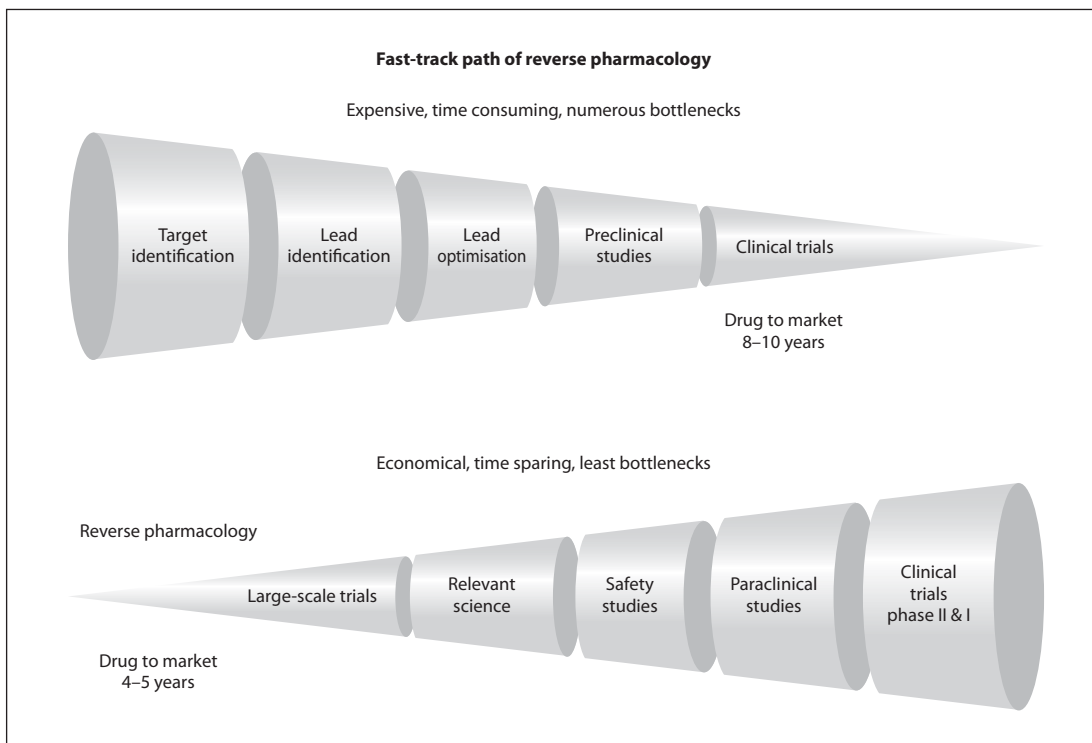 Fast-track path of reverse pharmacology
Expensive, time consuming, numerous bottlenecks
Target
identification
Lead
identification
Lead
optimisation
Preclinical
studies
Clinical trials
Drug to market
8–10 years
Economical, time sparing, least bottlenecks
Reverse pharmacology
Large-scale trials
Relevant
science
Safety
studies
Paraclinical
studies
Clinical
trials
phase II & I
Drug to market
4–5 years